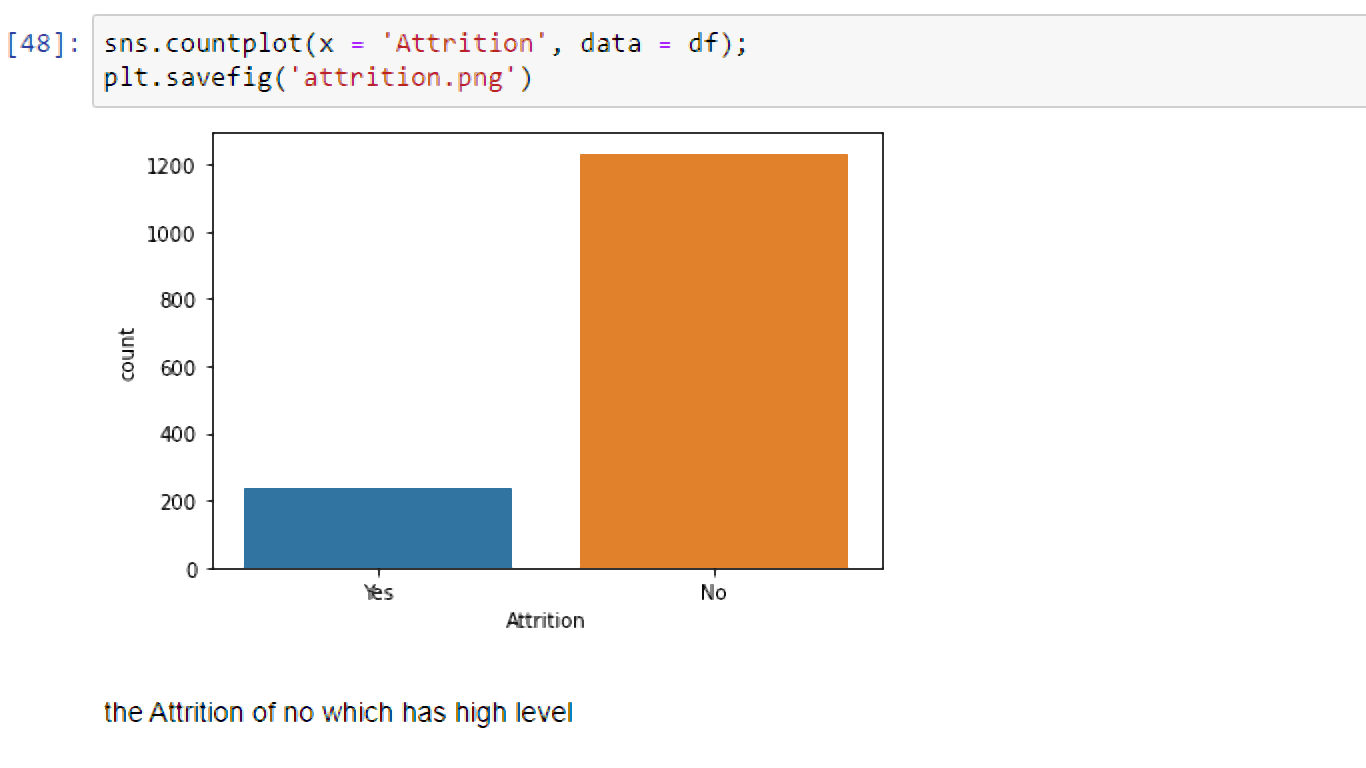 [48]: sns.countplot(x = 'Attrition', data = df);
plt.savefig('attrition.png')
1200
1000
800
600
400
200
0
count
Yes No
Attrition
the Attrition of no which has high level